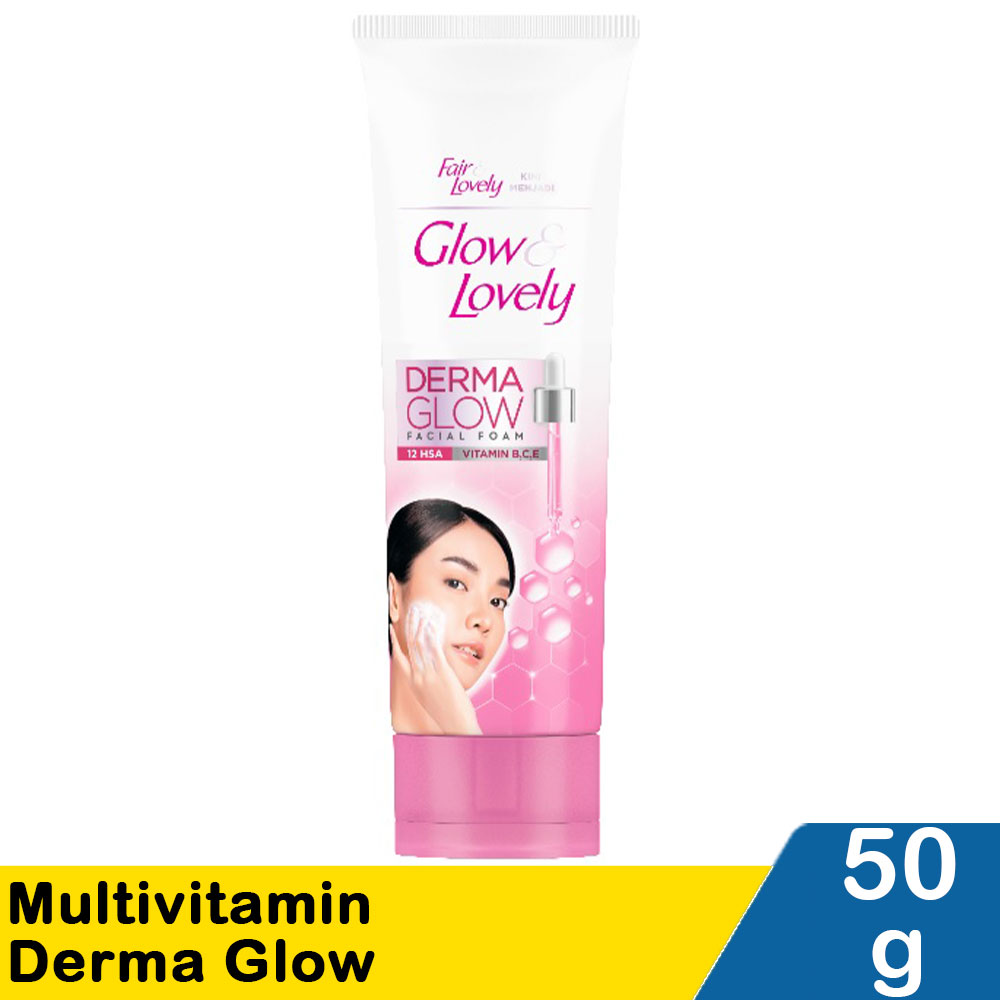 Fair &
Lovely
KINI
MENJADI
Glow &
Lovely
DERMA
GLOW
FACIAL FOAM
12 HSA VITAMIN B,C,E
Multivitamin
Derma Glow
50
g